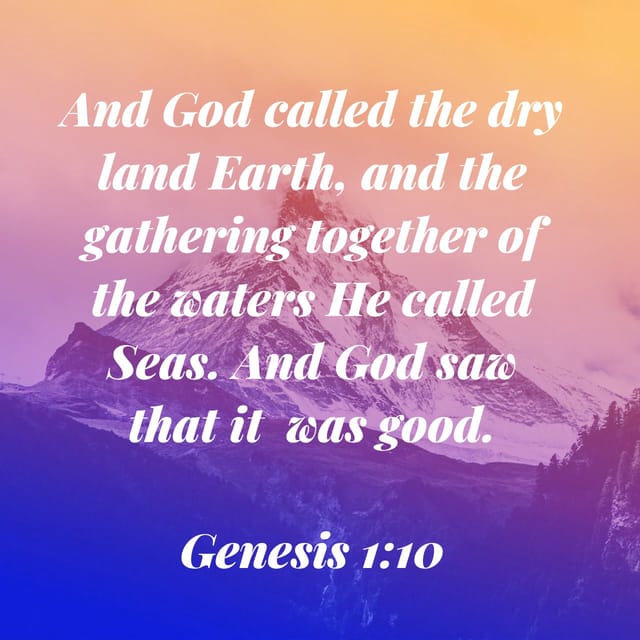 And God called the dry
land Earth, and the
gathering together of
the waters He called
Seas. And God saw
that it  was good.
Genesis 1:10